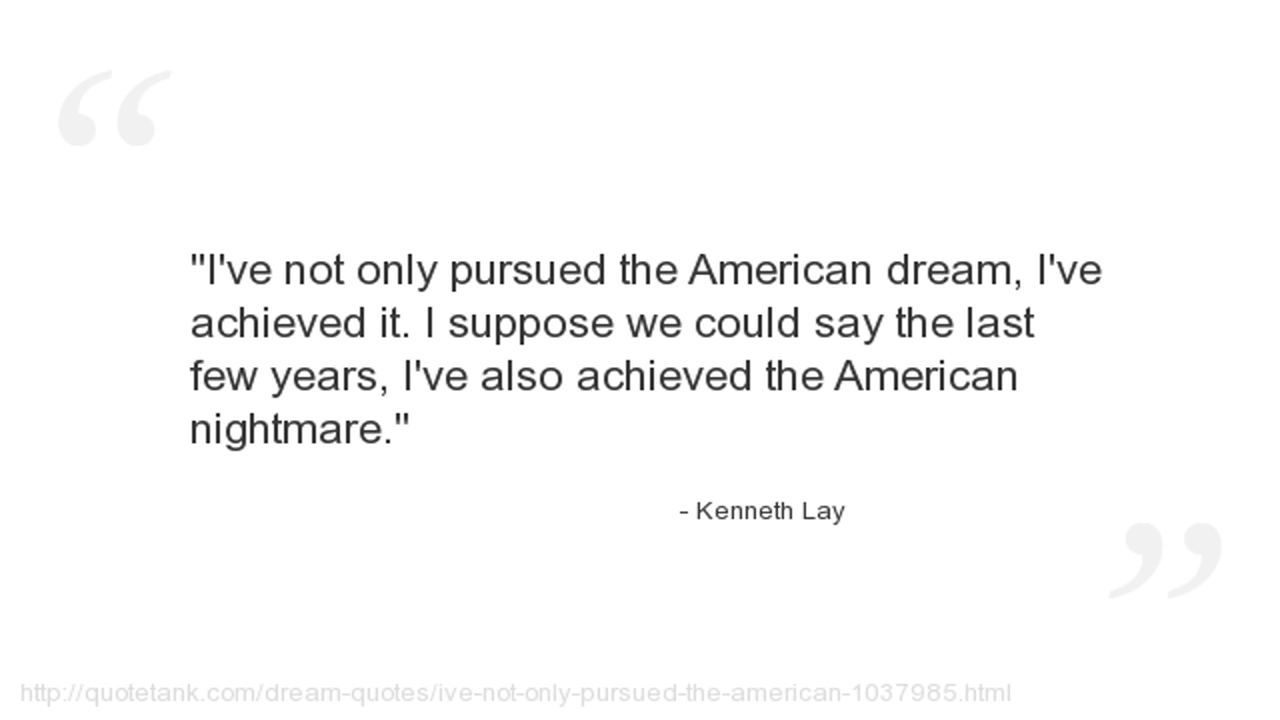 "I've not only pursued the American dream, I've
achieved it. I suppose we could say the last
few years, I've also achieved the American
nightmare."
- Kenneth Lay
http://quotetank.com/dream-quotes/ive-not-only-pursued-the-american-1037985.html